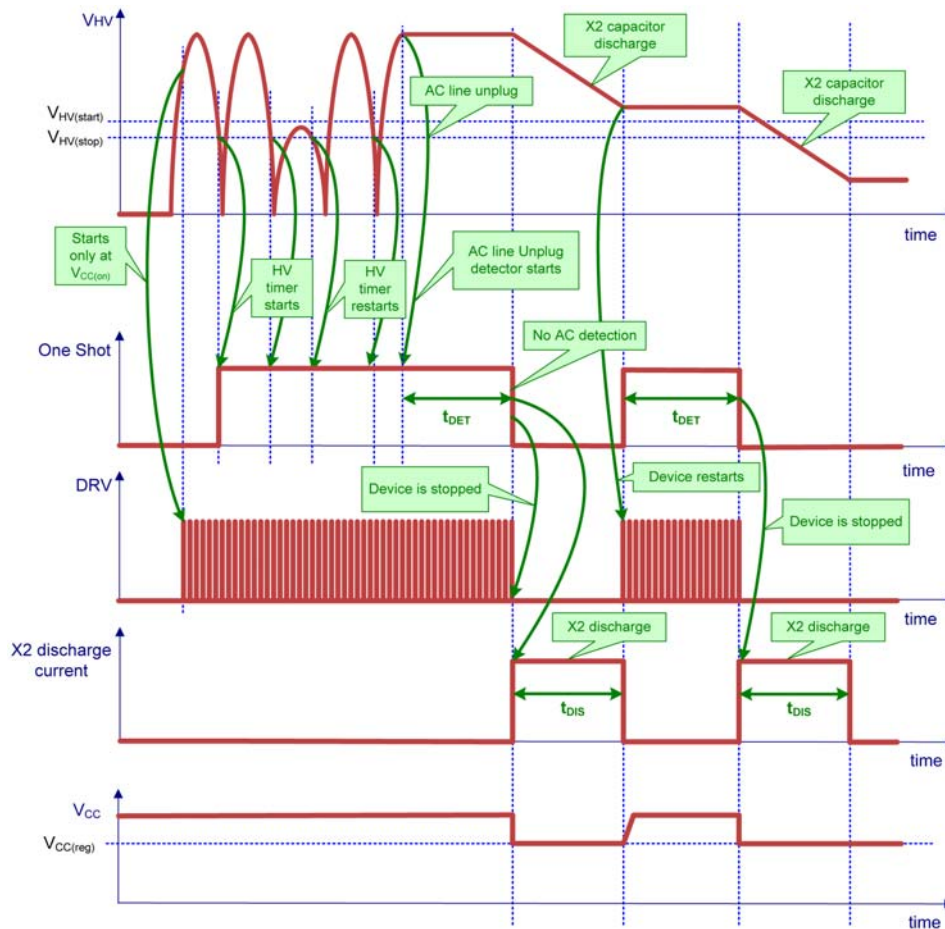 VHV
X2 capacitor
discharge
X2 capacitor
discharge
AC line unplug
VHV(start)
VHV(stop)
time
Starts
only at
VCC(on)
HV
timer
starts
HV
timer
restarts
AC line Unplug
detector starts
One Shot
No AC detection
tDET
tDET
time
DRV
Device is stopped
Device restarts
Device is stopped
time
X2 discharge
current
X2 discharge
X2 discharge
tDIS
tDIS
time
VCC
VCC(reg)
time